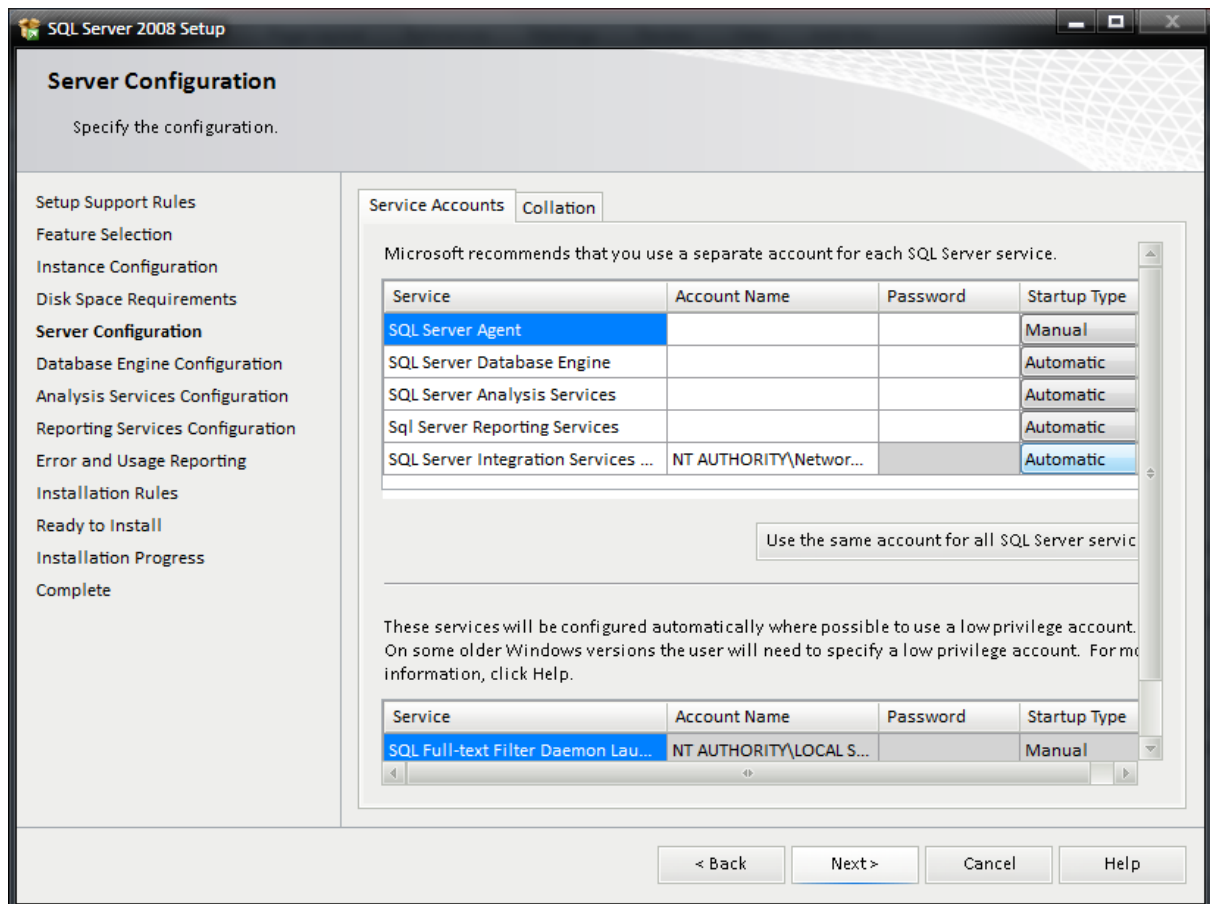 SQL Server 2008 Setup
Server Configuration
Specify the configuration.
Setup Support Rules
Feature Selection
Instance Configuration
Disk Space Requirements
Server Configuration
Database Engine Configuration
Analysis Services Configuration
Reporting Services Configuration
Error and Usage Reporting
Installation Rules
Ready to Install
Installation Progress
Complete
Service Accounts Collation
Microsoft recommends that you use a separate account for each SQL Server service.
Service Account Name Password Startup Type
SQL Server Agent Manual
SQL Server Database Engine Automatic
SQL Server Analysis Services Automatic
Sql Server Reporting Services Automatic
SQL Server Integration Services ... NT AUTHORITY\Networ... Automatic
Use the same account for all SQL Server servic
These services will be configured automatically where possible to use a low privilege account.
On some older Windows versions the user will need to specify a low privilege account. For mo
information, click Help.
Service Account Name Password Startup Type
SQL Full-text Filter Daemon Lau... NT AUTHORITY\LOCAL S... Manual
< Back Next > Cancel Help